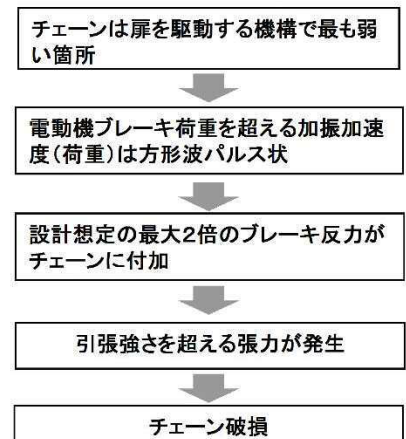 チェーンは扉を駆動する機構で最も弱
い箇所
電動機ブレーキ荷重を超える加振加速
度(荷重)は方形波パルス状
設計想定の最大2倍のブレーキ反力が
チェーンに付加
引張強さを超える張力が発生
チェーン破損